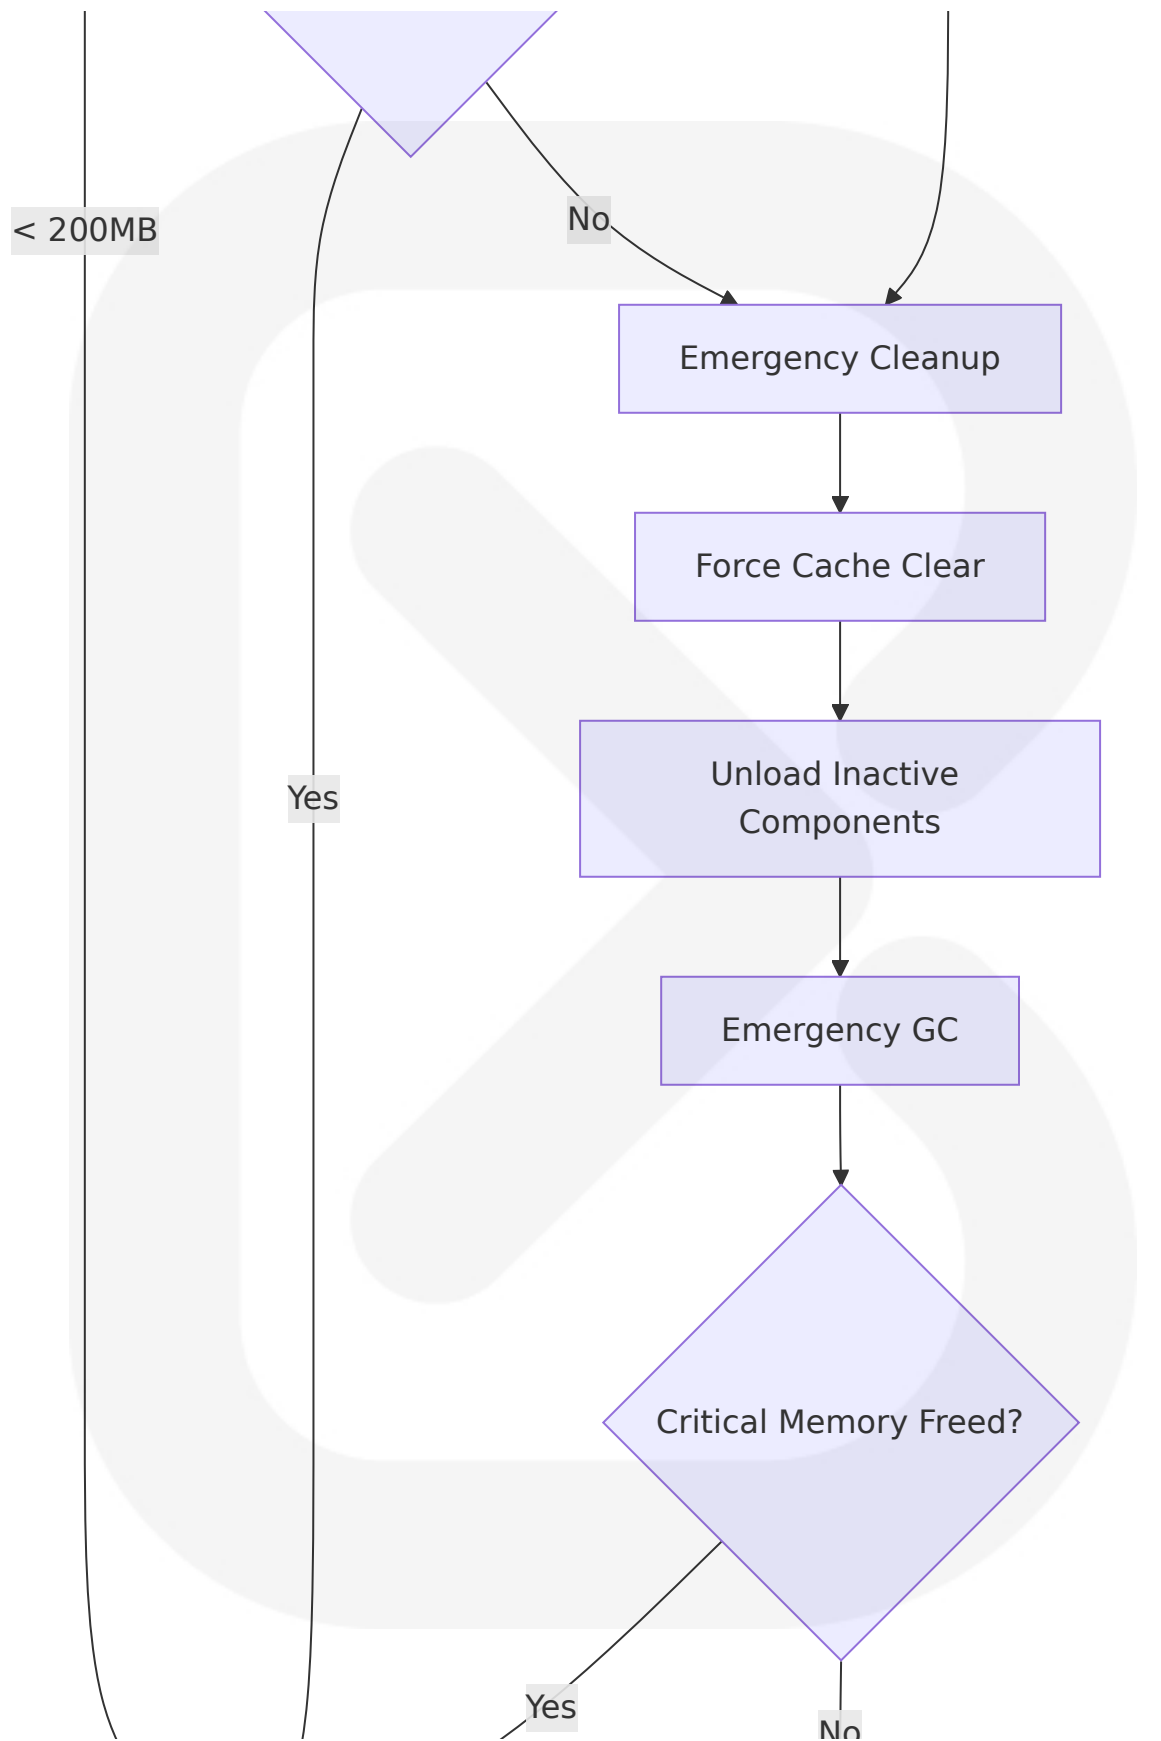 < 200MB
No
Emergency Cleanup
Force Cache Clear
Unload Inactive
Components
Yes
Emergency GC
Critical Memory Freed?
Yes
No